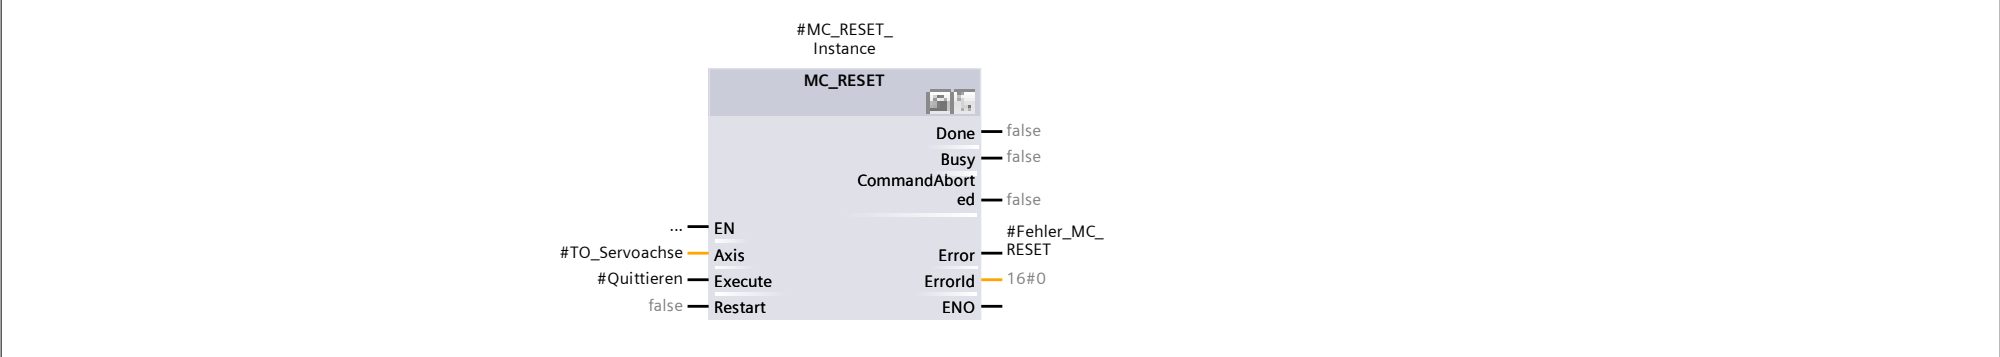 #MC_RESET_
Instance
MC_RESET
Done
false
Busy
false
CommandAbort
ed
false
...
EN
#Fehler_MC_
RESET
#TO_Servoachse
Axis
Error
#Quittieren
Execute
ErrorId
16#0
false
Restart
ENO